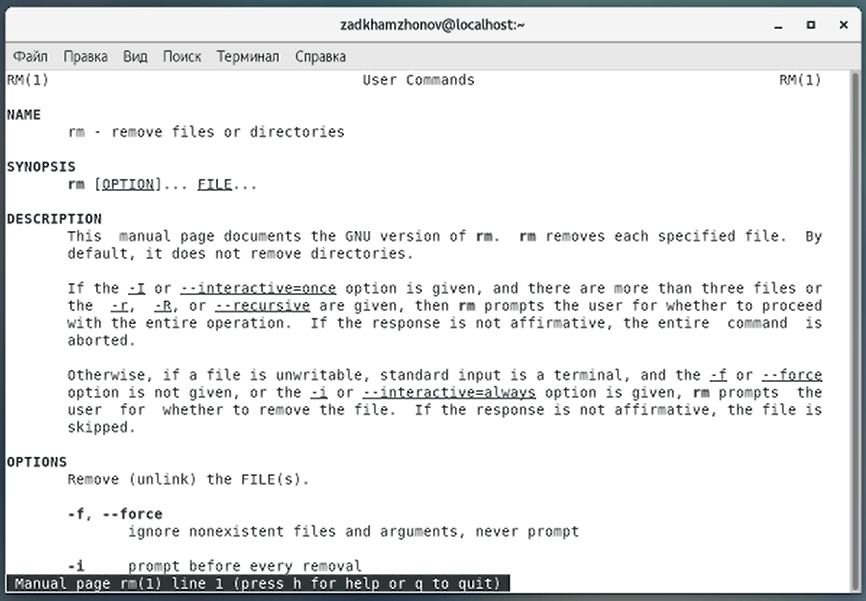 zadkhamzhonov@localhost:~
Файл Правка Вид Поиск Терминал Справка
RM(1) User Commands RM(1)
NAME
rm - remove files or directories
SYNOPSIS
rm [OPTION]... FILE...
DESCRIPTION
This manual page documents the GNU version of rm. rm removes each specified file. By
default, it does not remove directories.
If the -I or --interactive=once option is given, and there are more than three files or
the -r, -R, or --recursive are given, then rm prompts the user for whether to proceed
with the entire operation. If the response is not affirmative, the entire command is
aborted.
Otherwise, if a file is unwritable, standard input is a terminal, and the -f or --force
option is not given, or the -i or --interactive=always option is given, rm prompts the
user for whether to remove the file. If the response is not affirmative, the file is
skipped.
OPTIONS
Remove (unlink) the FILE(s).
-f, --force
ignore nonexistent files and arguments, never prompt
-i prompt before every removal
Manual page rm(1) line 1 (press h for help or q to quit)